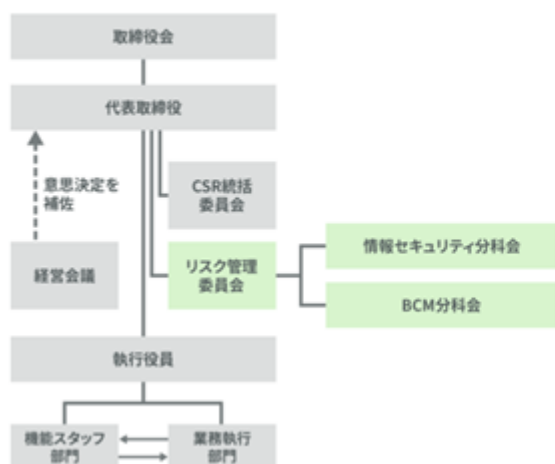 取締役会
代表取締役
意思決定を
補佐
CSR統括
委員会
経営会議
リスク管理
委員会
情報セキュリティ分科会
BCM分科会
執行役員
機能スタッフ
部門
業務執行
部門